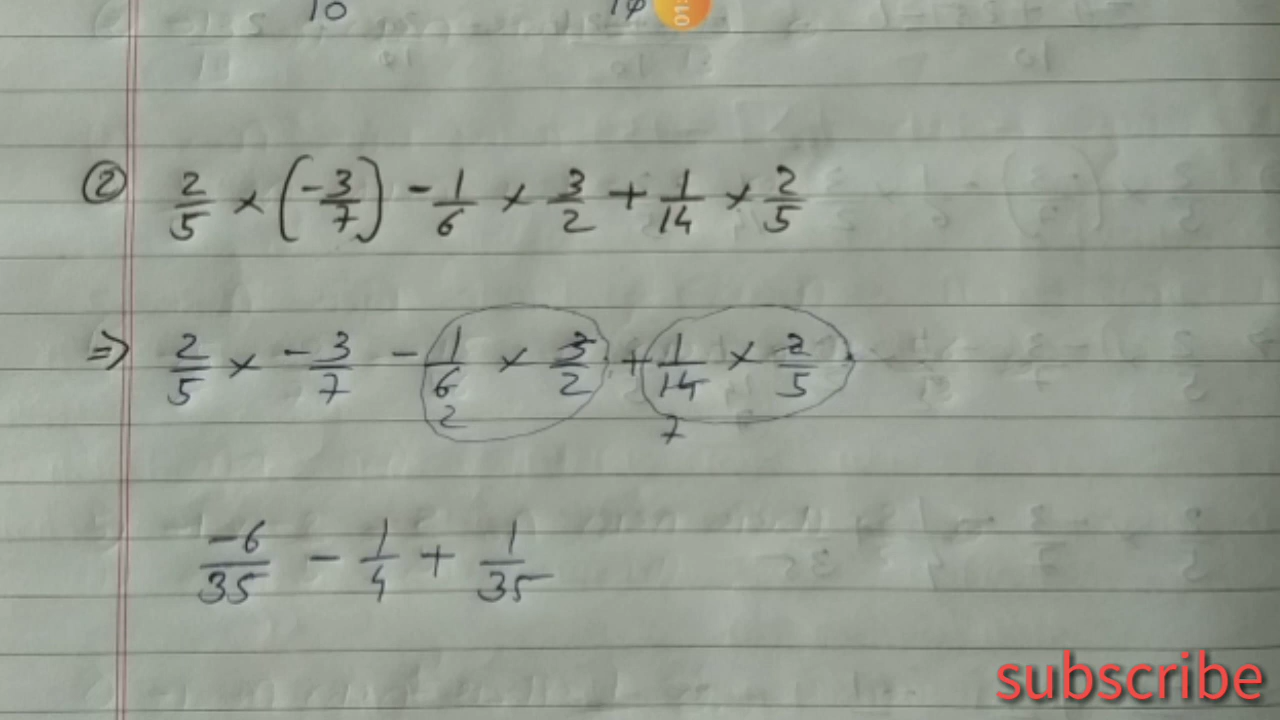 10 14
② 2/5 × (-3/7) - 1/6 × 3/2 + 1/14 × 2/5
⇒ 2/5 × -3/7 - 1/6 × 3/2 + 1/14 × 2/5
2 7
-6/35 - 1/4 + 1/35
subscribe